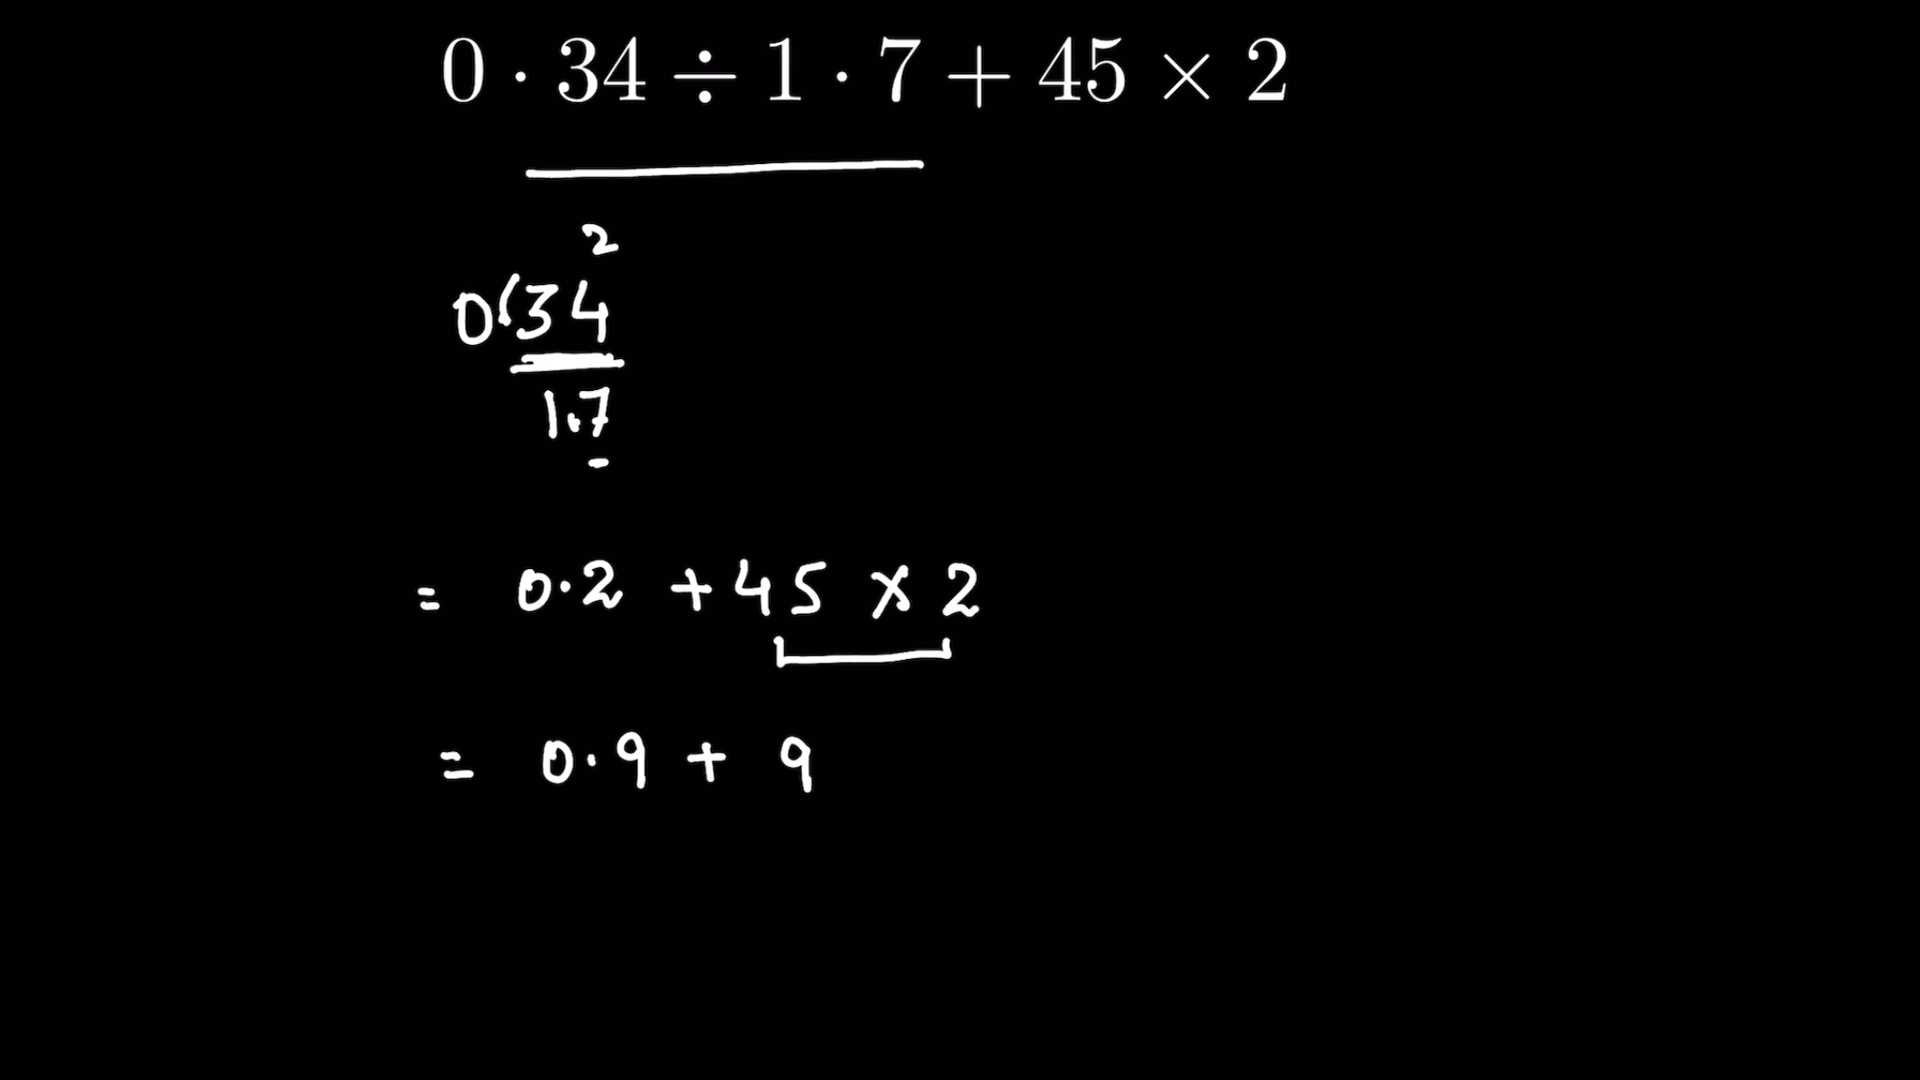 0 · 34 ÷ 1 · 7 + 45 × 2
2
0.34
1.7
= 0.2 + 45 × 2
= 0.9 + 9